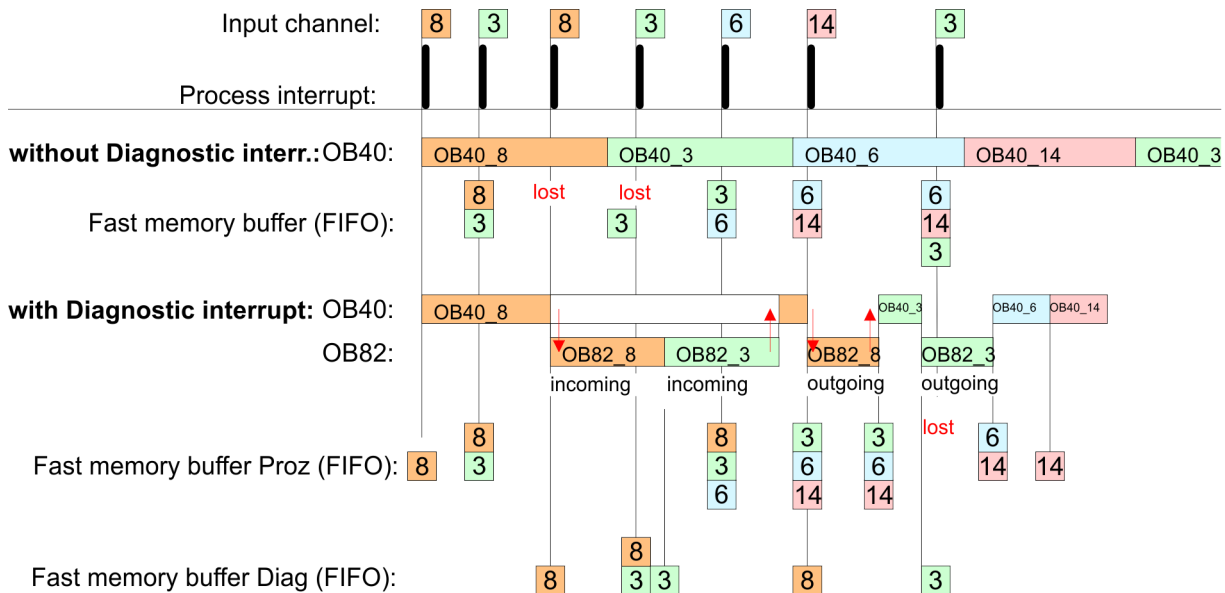 Input channel: 8 3 8 3 6 14 3
Process interrupt:
without Diagnostic interr.: OB40: OB40_8 OB40_3 OB40_6 OB40_14 OB40_3
8 lost lost 3 6 6
Fast memory buffer (FIFO): 3 3 6 14 14
3
with Diagnostic interrupt: OB40: OB40_8 OB40_3 OB40_6 OB40_14
OB82: OB82_8 OB82_3 OB82_8 OB82_3
incoming incoming outgoing outgoing
8 8 3 3 lost 6
Fast memory buffer Proz (FIFO): 8 3 3 6 6 14 14
6 14 14
8
Fast memory buffer Diag (FIFO): 8 3 3 8 3